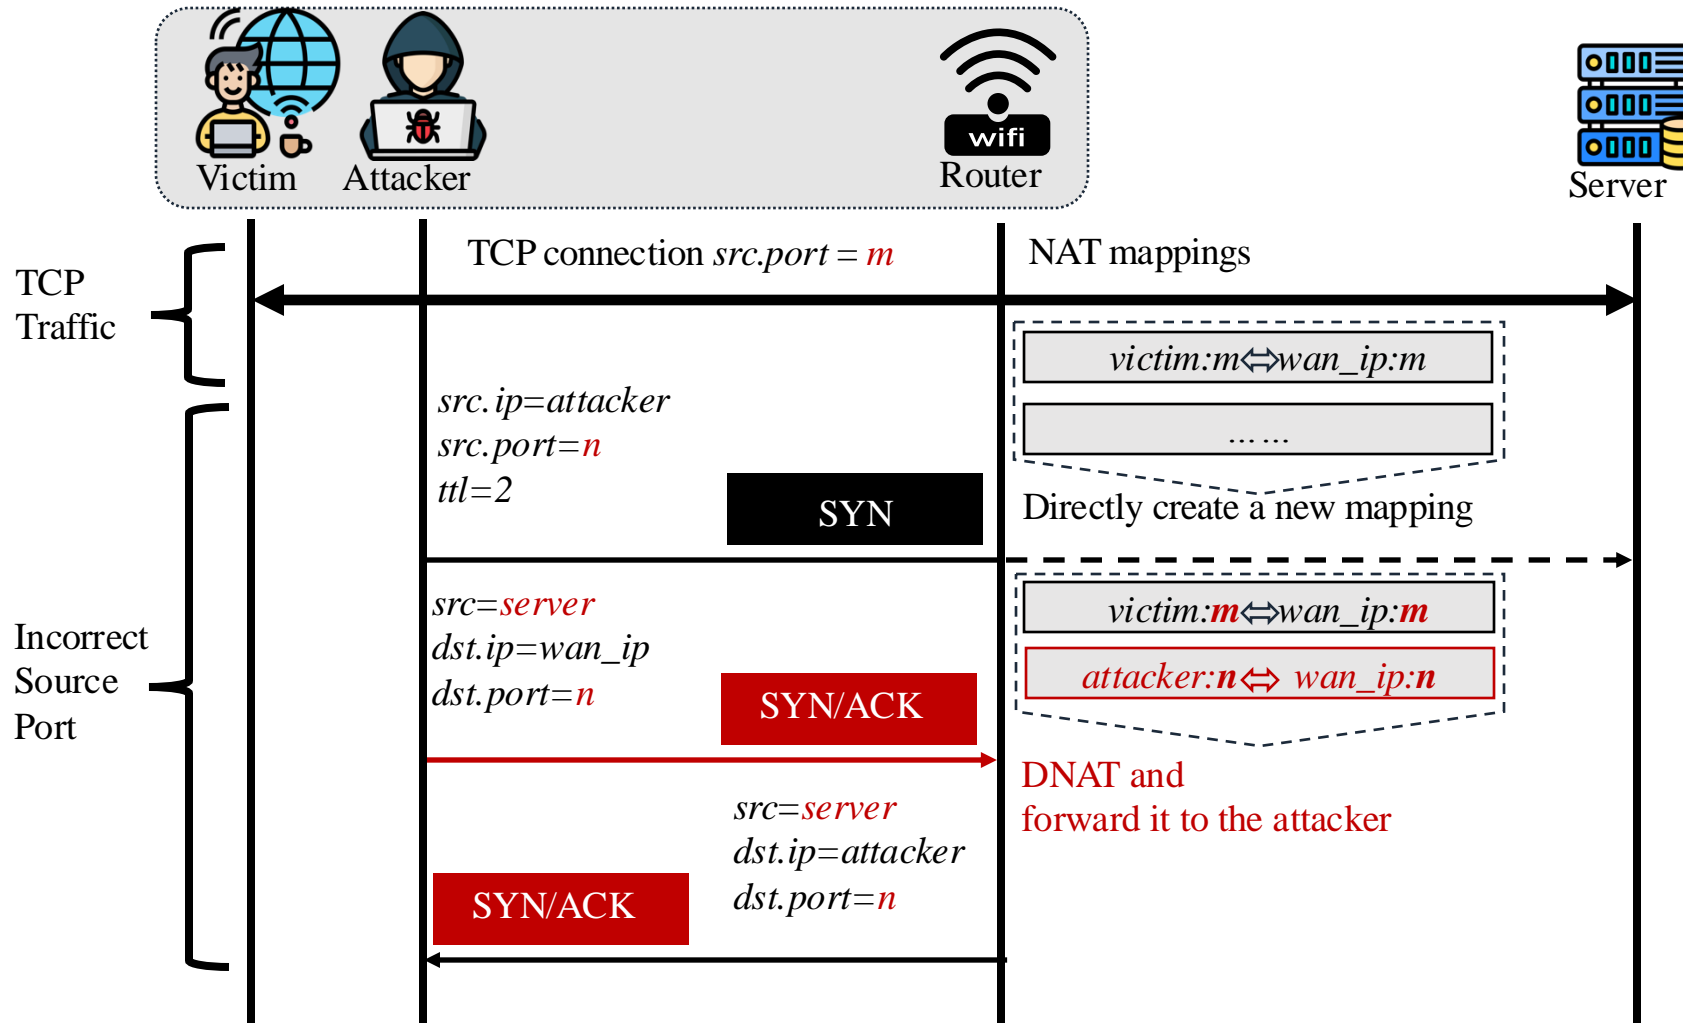 wifi
Victim
Attacker
Router
Server
TCP connection src.port = m
NAT mappings
TCP
Traffic
victim:m⇔wan_ip:m
... ...
src.ip=attacker
src.port=n
ttl=2
SYN
Directly create a new mapping
Incorrect
Source
Port
src=server
dst.ip=wan_ip
dst.port=n
SYN/ACK
victim:m⇔wan_ip:m
attacker:n⇔ wan_ip:n
DNAT and
forward it to the attacker
src=server
dst.ip=attacker
dst.port=n
SYN/ACK